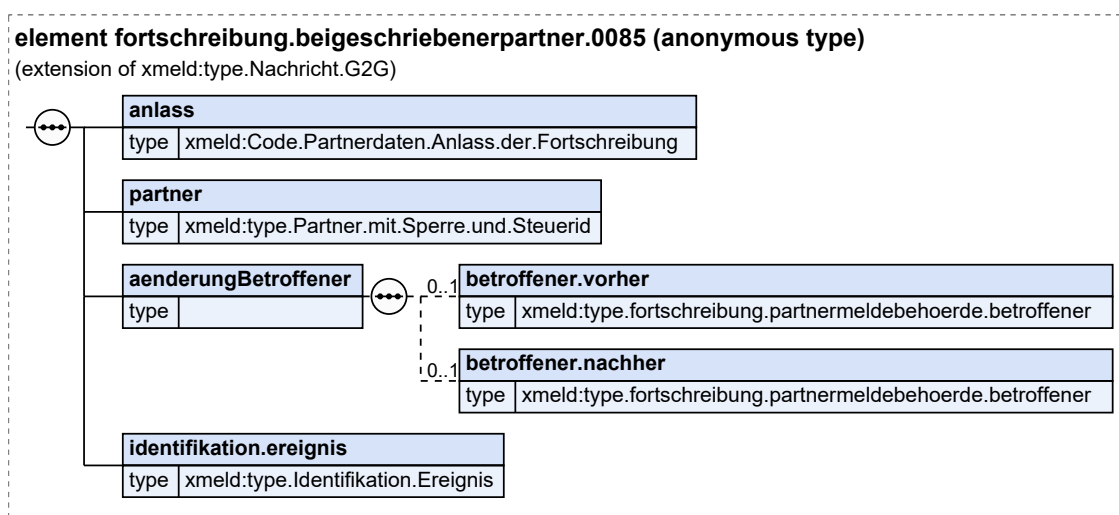 element fortschreibung.beigeschriebenerpartner.0085 (anonymous type)
(extension of xmeld:type.Nachricht.G2G)
anlass
type xmeld:Code.Partnerdaten.Anlass.der.Fortschreibung
partner
type xmeld:type.Partner.mit.Sperre.und.Steuerid
aenderungBetroffener
type
0..1 betroffener.vorher
type xmeld:type.fortschreibung.partnermeldebehoerde.betroffener
0..1 betroffener.nachher
type xmeld:type.fortschreibung.partnermeldebehoerde.betroffener
identifikation.ereignis
type xmeld:type.Identifikation.Ereignis